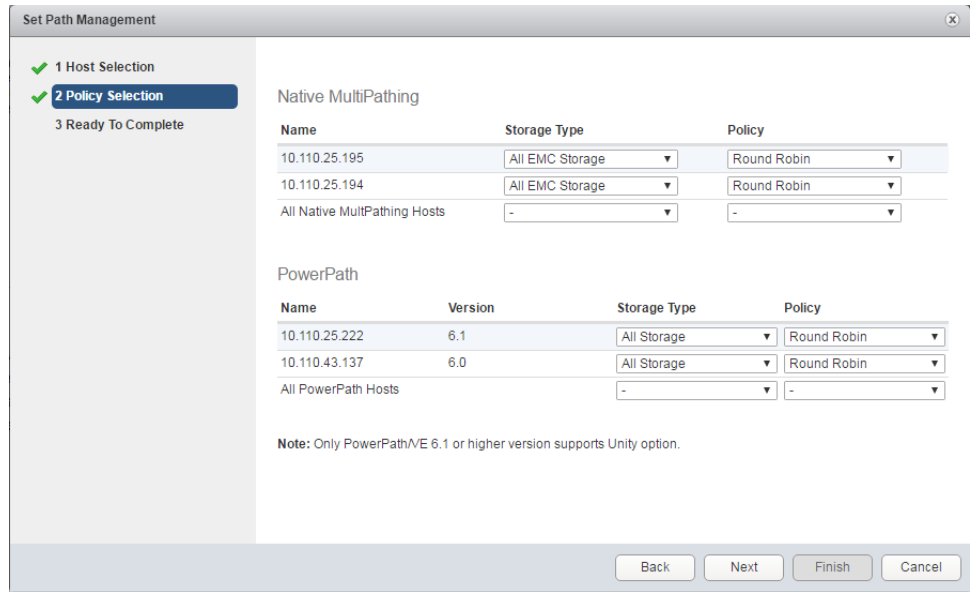 Set Path Management
1 Host Selection
2 Policy Selection
3 Ready To Complete
Native MultiPathing
Name Storage Type Policy
10.110.25.195 All EMC Storage Round Robin
10.110.25.194 All EMC Storage Round Robin
All Native MultPathing Hosts - -
PowerPath
Name Version Storage Type Policy
10.110.25.222 6.1 All Storage Round Robin
10.110.43.137 6.0 All Storage Round Robin
All PowerPath Hosts - -
Note: Only PowerPath/VE 6.1 or higher version supports Unity option.
Back Next Finish Cancel